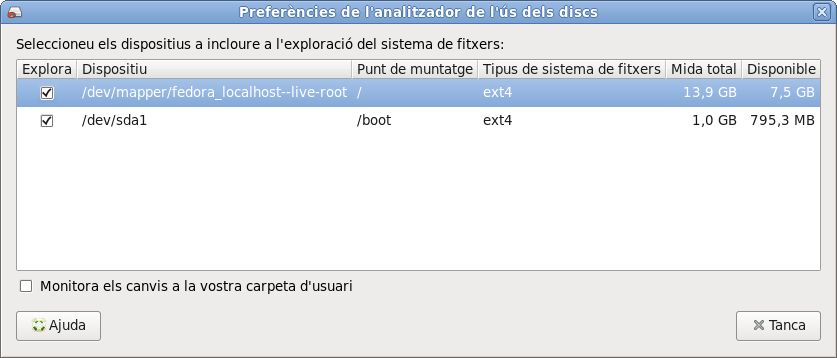 Preferències de l'analitzador de l'ús dels discs
Seleccioneu els dispositius a incloure a l'exploració del sistema de fitxers:
Explora Dispositiu Punt de muntatge Tipus de sistema de fitxers Mida total Disponible
/dev/mapper/fedora_localhost--live-root / ext4 13,9 GB 7,5 GB
/dev/sda1 /boot ext4 1,0 GB 795,3 MB
Monitora els canvis a la vostra carpeta d'usuari
Ajuda Tanca